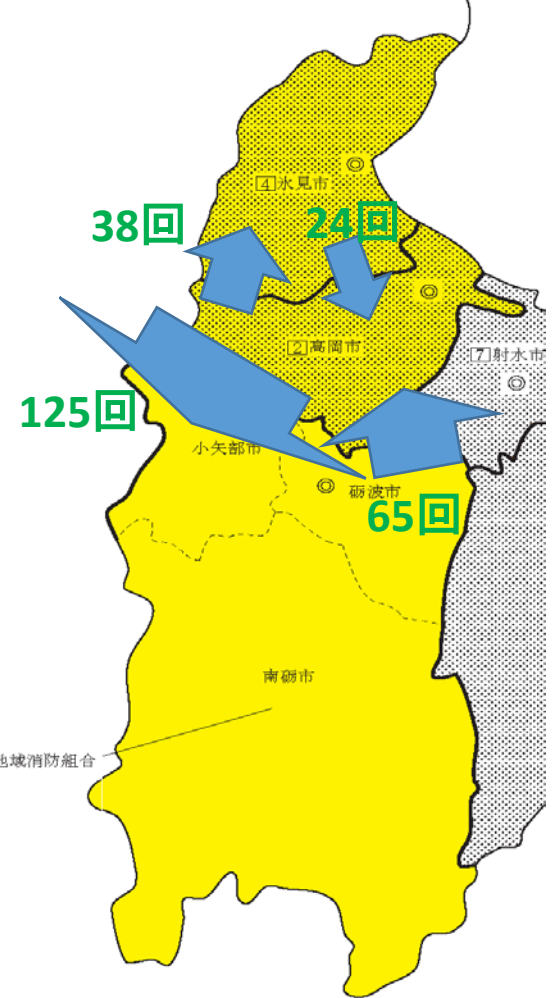 4 氷見市
38回
24回
2 高岡市
7 射水市
125回
小矢部市
砺波市
65回
南砺市
地域消防組合